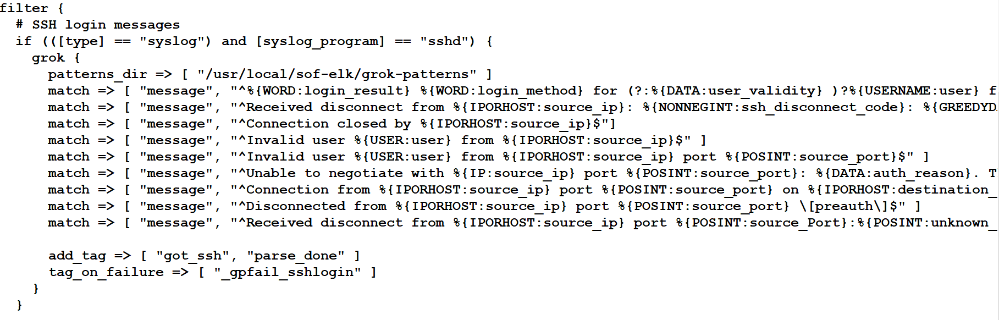 filter {
  # SSH login messages
  if (([type] == "syslog") and [syslog_program] == "sshd") {
    grok {
      patterns_dir => [ "/usr/local/sof-elk/grok-patterns" ]
      match => [ "message", "^%{WORD:login_result} %{WORD:login_method} for (?:%{DATA:user_validity} )?%{USERNAME:user} f
      match => [ "message", "^Received disconnect from %{IPORHOST:source_ip}: %{NONNEGINT:ssh_disconnect_code}: %{GREEDYD
      match => [ "message", "^Connection closed by %{IPORHOST:source_ip}$"]
      match => [ "message", "^Invalid user %{USER:user} from %{IPORHOST:source_ip}$" ]
      match => [ "message", "^Invalid user %{USER:user} from %{IPORHOST:source_ip} port %{POSINT:source_port}$" ]
      match => [ "message", "^Unable to negotiate with %{IP:source_ip} port %{POSINT:source_port}: %{DATA:auth_reason}. T
      match => [ "message", "^Connection from %{IPORHOST:source_ip} port %{POSINT:source_port} on %{IPORHOST:destination_
      match => [ "message", "^Disconnected from %{IPORHOST:source_ip} port %{POSINT:source_port} \[preauth\]$" ]
      match => [ "message", "^Received disconnect from %{IPORHOST:source_ip} port %{POSINT:source_Port}:%{POSINT:unknown_

      add_tag => [ "got_ssh", "parse_done" ]
      tag_on_failure => [ "_gpfail_sshlogin" ]
    }
  }